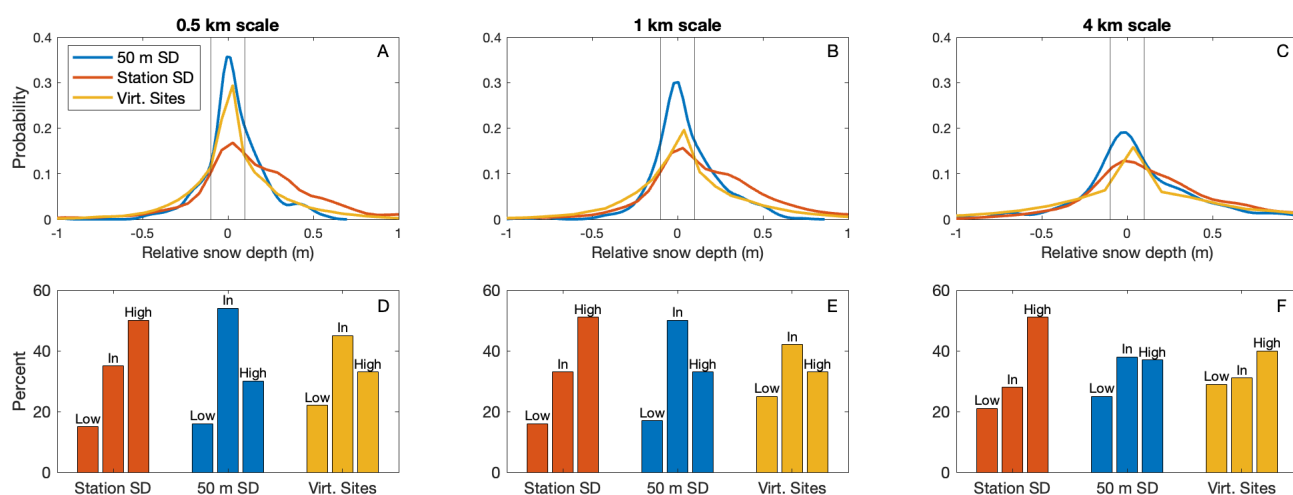 0.5 km scale
1 km scale
4 km scale
0.4
0.3
0.2
0.1
0
Probability
50 m SD
Station SD
Virt. Sites
A
-1
-0.5
0
0.5
1
Relative snow depth (m)
0.4
0.3
0.2
0.1
0
B
-1
-0.5
0
0.5
1
Relative snow depth (m)
0.4
0.3
0.2
0.1
0
C
-1
-0.5
0
0.5
1
Relative snow depth (m)
60
40
20
0
Percent
D
Low
In
High
Low
In
High
Low
In
High
Station SD
50 m SD
Virt. Sites
60
40
20
0
E
Low
In
High
Low
In
High
Low
In
High
Station SD
50 m SD
Virt. Sites
60
40
20
0
F
Low
In
High
Low
In
High
Low
In
High
Station SD
50 m SD
Virt. Sites